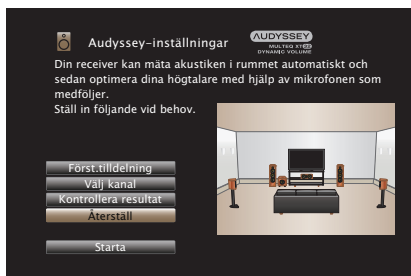 Audyssey-inställningar
AUDYSSEY
MULTEQ XT32
DYNAMIC VOLUME
Din receiver kan mäta akustiken i rummet automatiskt och
sedan optimera dina högtalare med hjälp av mikrofonen som
medföljer.
Ställ in följande vid behov.
Först.tilldelning
Välj kanal
Kontrollera resultat
Återställ
Starta